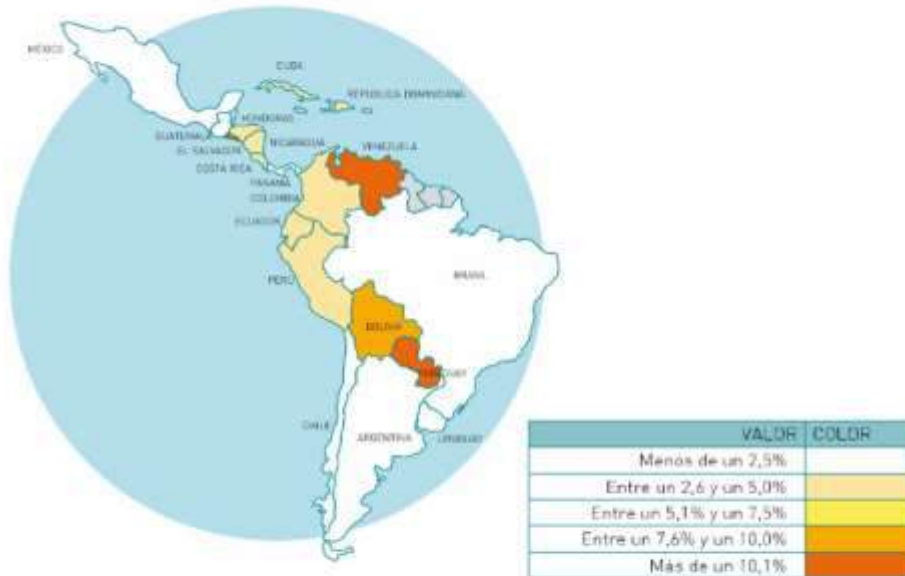 MÉXICO
CUBA
REPÚBLICA DOMINICANA
HONDURAS
GUATEMALA
NICARAGUA
VENEZUELA
EL SALVADOR
COSTA RICA
PANAMÁ
COLOMBIA
ECUADOR
BRASIL
PERÚ
BOLIVIA
PARAGUAY
CHILE
ARGENTINA
URUGUAY
VALOR COLOR
Menos de un 2,5%
Entre un 2,6 y un 5,0%
Entre un 5,1% y un 7,5%
Entre un 7,6% y un 10,0%
Más de un 10,1%